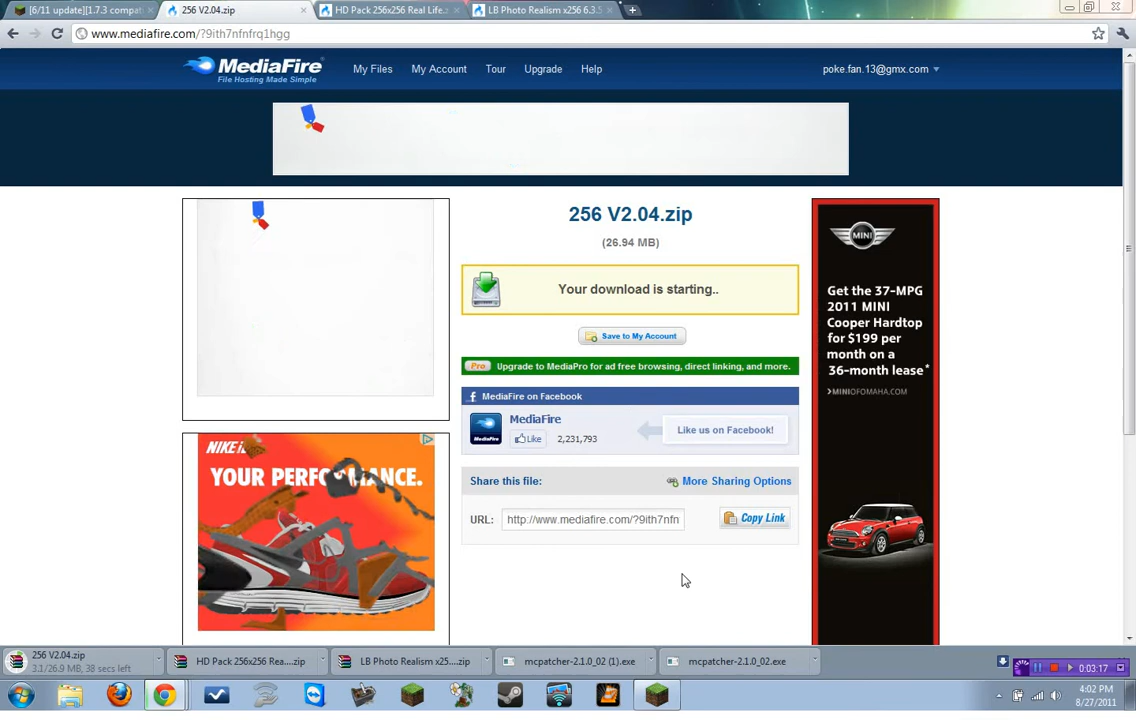 [6/11 update][1.7.3 compat
256 V2.04.zip
HD Pack 256x256 Real Life.z
LB Photo Realism x256 6.3.5
www.mediafire.com/?9ith7nfnfrq1hgg
MediaFire
File Hosting Made Simple
My Files
My Account
Tour
Upgrade
Help
poke.fan.13@gmx.com
256 V2.04.zip
(26.94 MB)
Your download is starting..
Save to My Account
Pro Upgrade to MediaPro for ad free browsing, direct linking, and more.
MediaFire on Facebook
MediaFire
MediaFire
Like 2,231,793
Like us on Facebook!
Share this file:
More Sharing Options
URL: http://www.mediafire.com/?9ith7nfn
Copy Link
NIKEiD
YOUR PERFORMANCE.
MINI
Get the 37-MPG
2011 MINI
Cooper Hardtop
for $199 per
month on a
36-month lease*
MINIOFOMAHA.COM
256 V2.04.zip
3.1/26.9 MB, 38 secs left
HD Pack 256x256 Rea....zip
LB Photo Realism x25....zip
mcpatcher-2.1.0_02 (1).exe
mcpatcher-2.1.0_02.exe
0:03:17
4:02 PM
8/27/2011